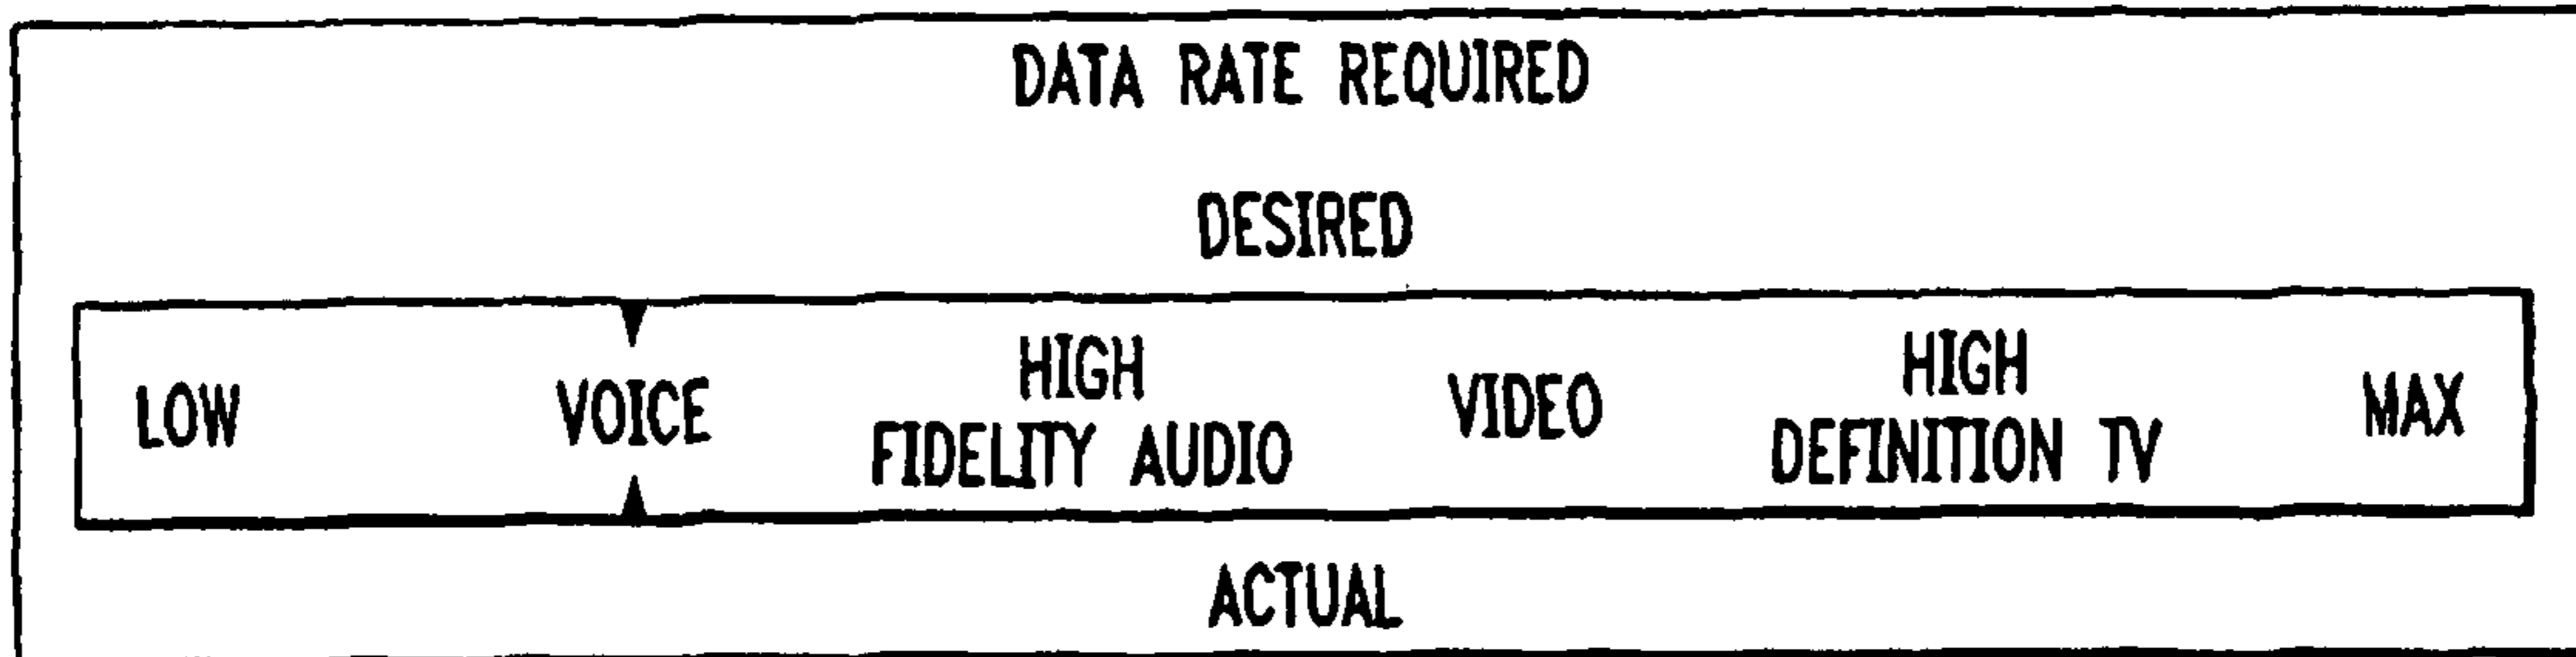 DATA RATE REQUIRED
DESIRED
LOW VOICE HIGH FIDELITY AUDIO VIDEO HIGH DEFINITION TV MAX
ACTUAL